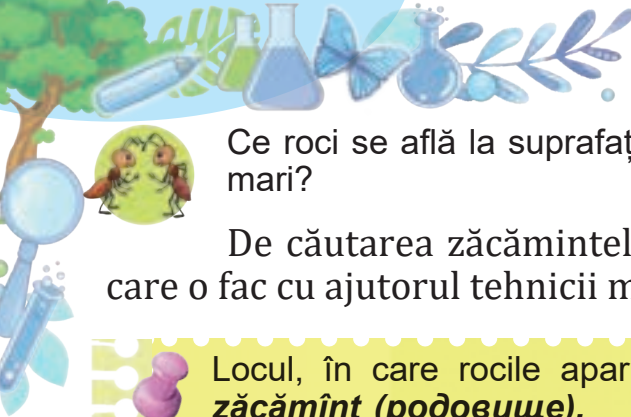 Ce roci se află la suprafaț
mari?
De căutarea zăcămintel
care o fac cu ajutorul tehnicii m
Locul, în care rocile apar
zăcămînt (родовище).